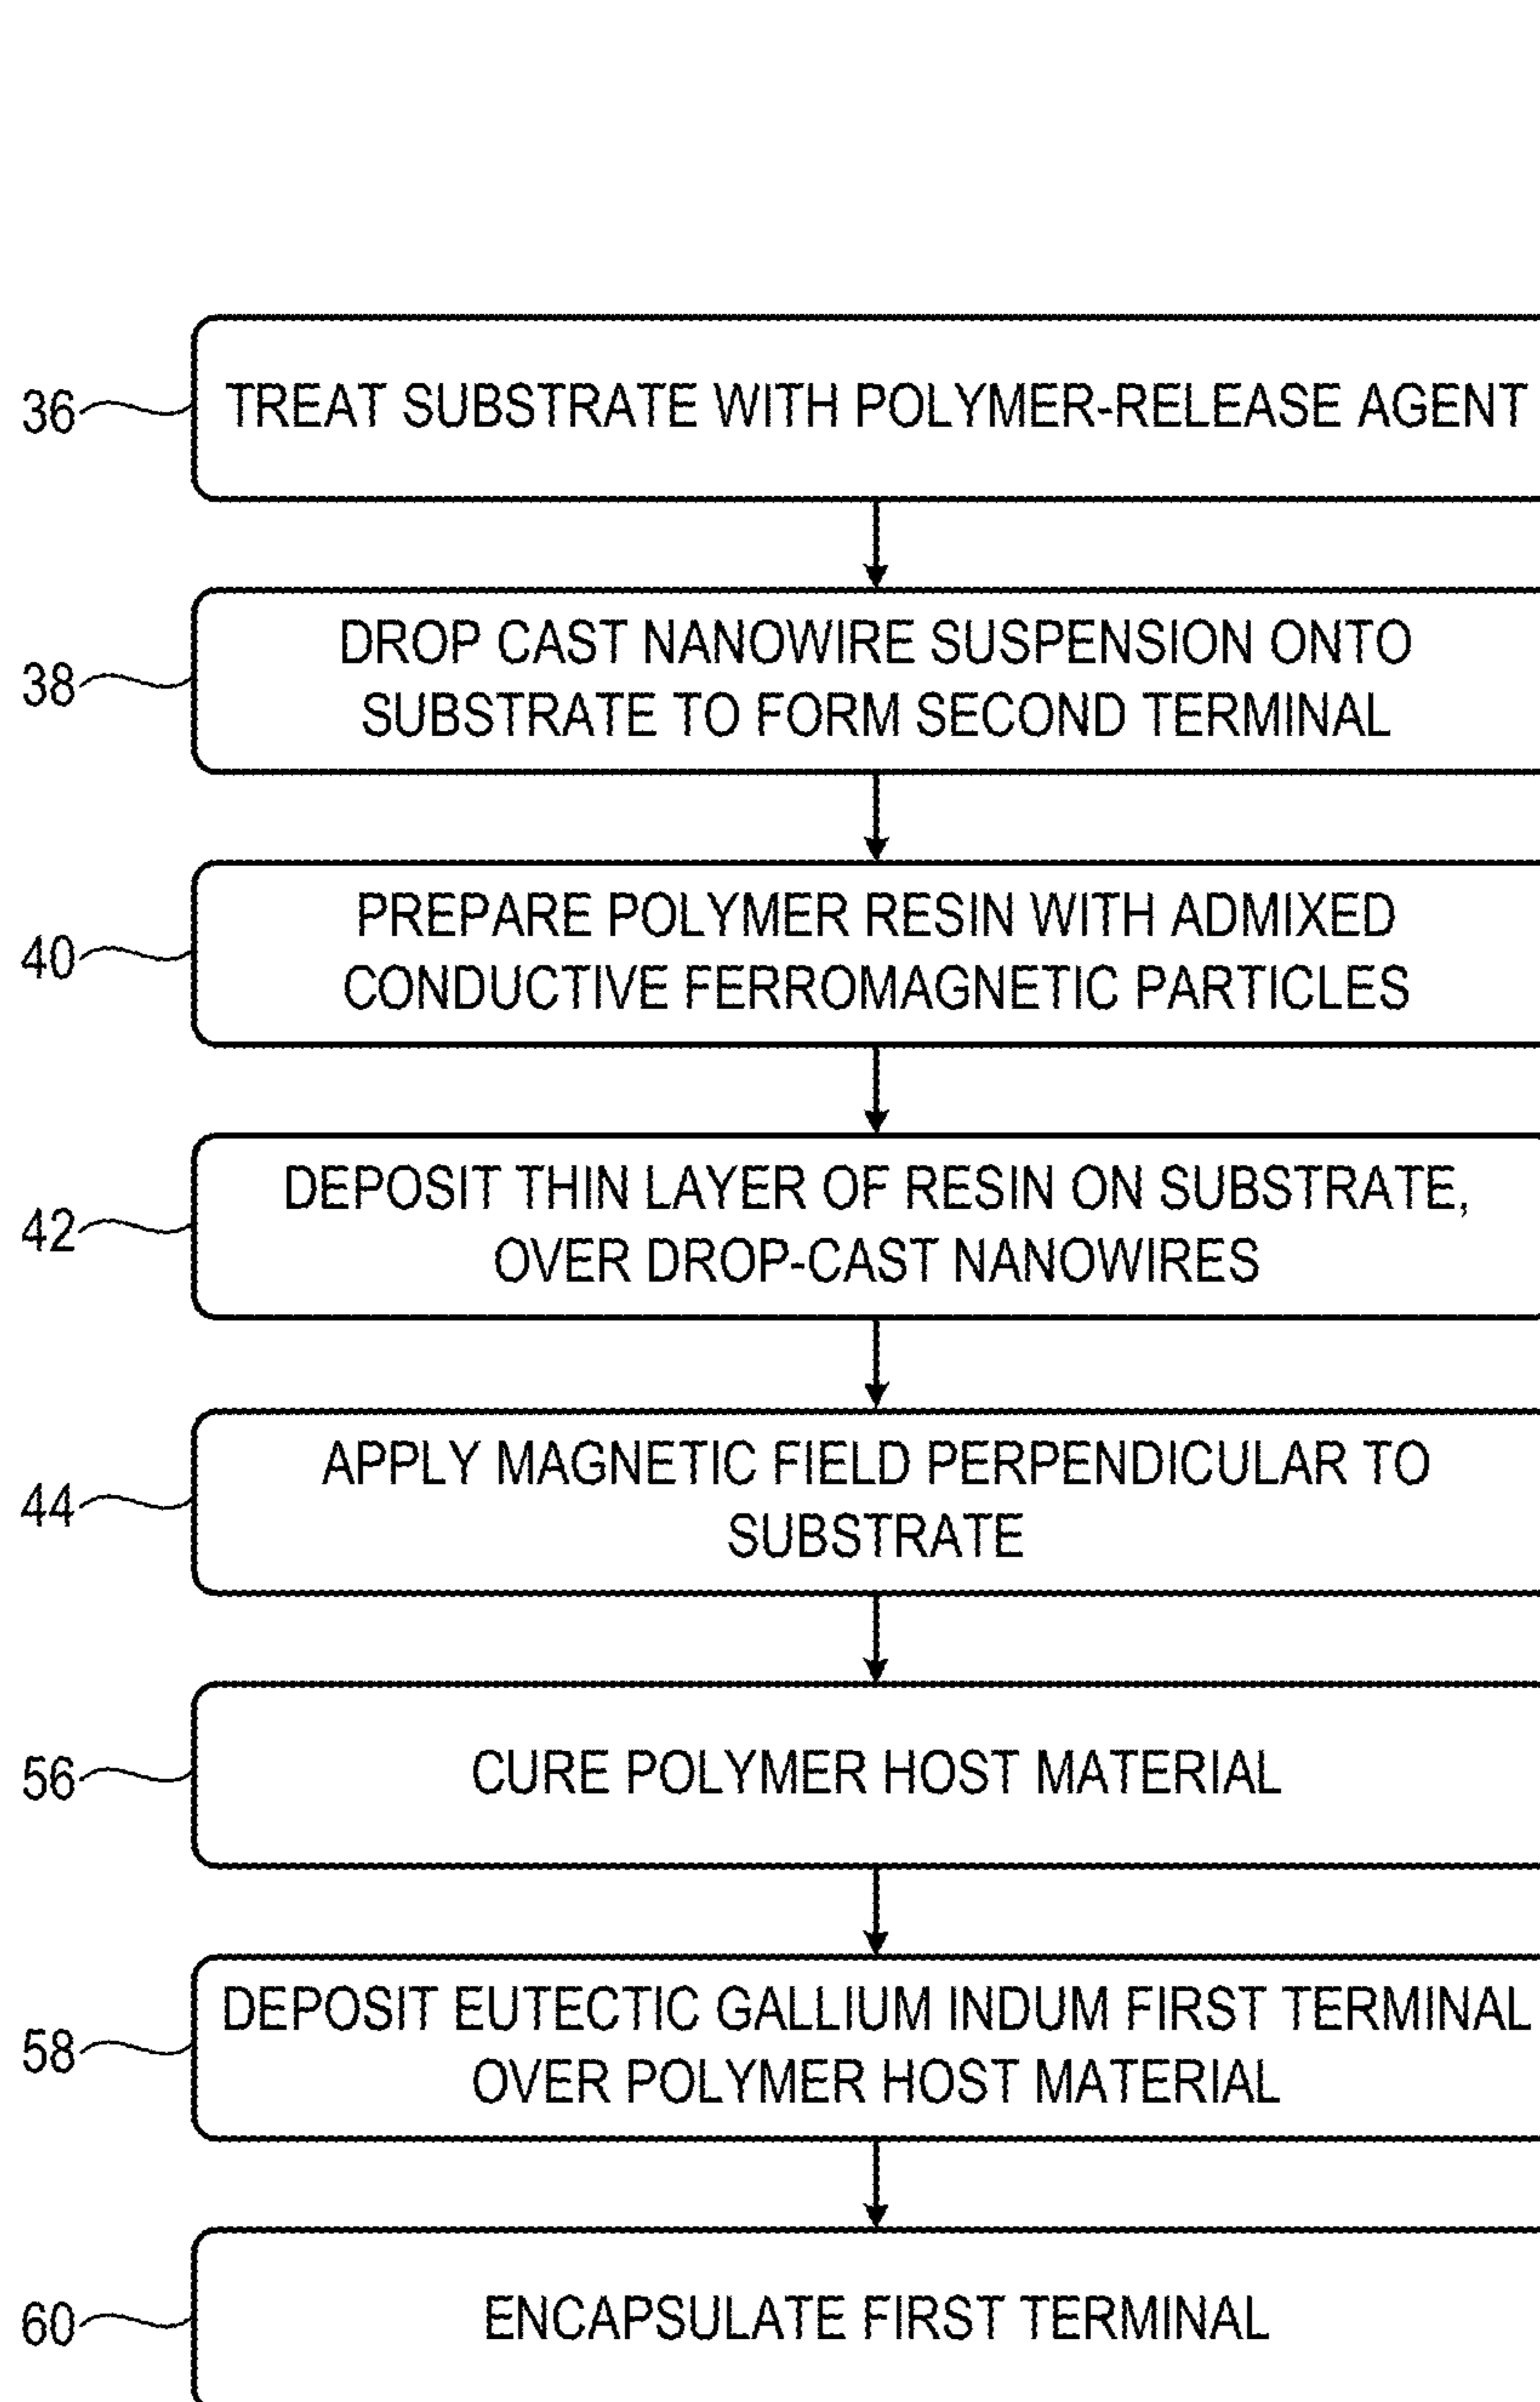 36 TREAT SUBSTRATE WITH POLYMER-RELEASE AGENT
38 DROP CAST NANOWIRE SUSPENSION ONTO
SUBSTRATE TO FORM SECOND TERMINAL
40 PREPARE POLYMER RESIN WITH ADMIXED
CONDUCTIVE FERROMAGNETIC PARTICLES
42 DEPOSIT THIN LAYER OF RESIN ON SUBSTRATE,
OVER DROP-CAST NANOWIRES
44 APPLY MAGNETIC FIELD PERPENDICULAR TO
SUBSTRATE
56 CURE POLYMER HOST MATERIAL
58 DEPOSIT EUTECTIC GALLIUM INDUM FIRST TERMINAL
OVER POLYMER HOST MATERIAL
60 ENCAPSULATE FIRST TERMINAL